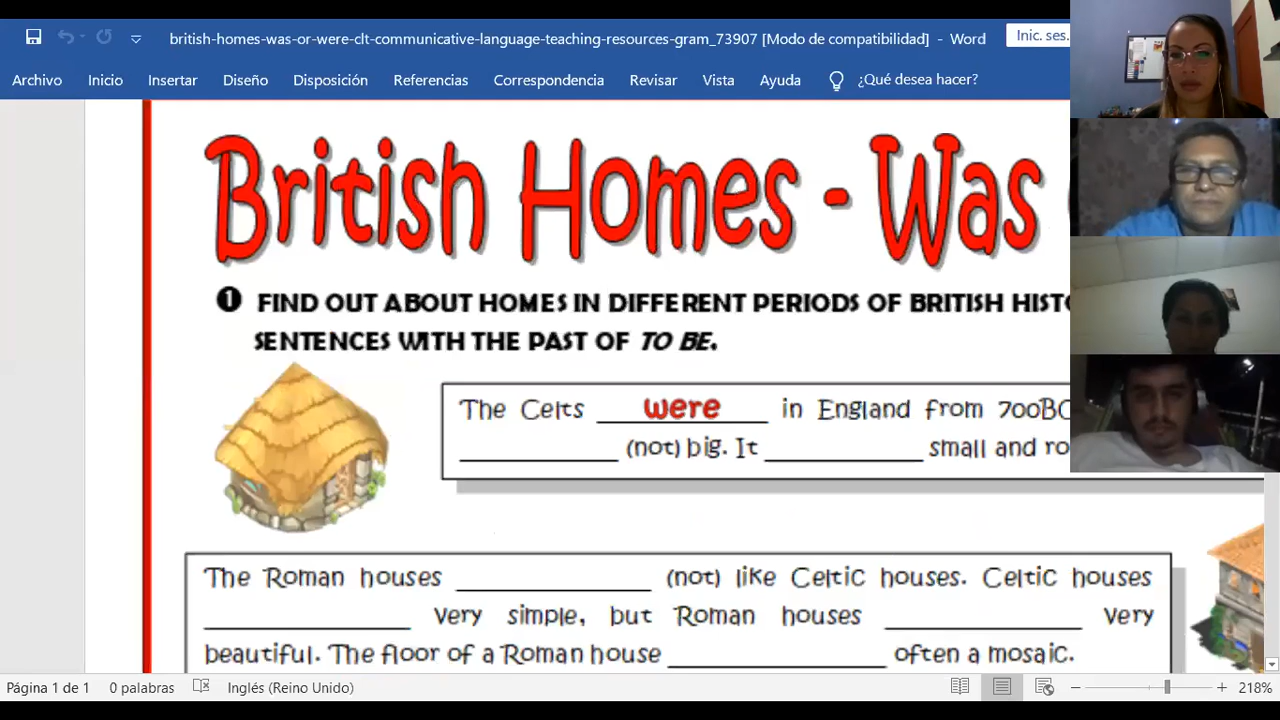 british-homes-was-or-were-clt-communicative-language-teaching-resources-gram_73907 [Modo de compatibilidad] - Word
Inic. ses.
Archivo Inicio Insertar Diseño Disposición Referencias Correspondencia Revisar Vista Ayuda ¿Qué desea hacer?
British Homes - Was
1 FIND OUT ABOUT HOMES IN DIFFERENT PERIODS OF BRITISH HIST
SENTENCES WITH THE PAST OF TO BE.
The Celts were in England from 700BC
(not) big. It small and ro
The Roman houses (not) like Celtic houses. Celtic houses
very simple, but Roman houses very
beautiful. The floor of a Roman house often a mosaic.
Página 1 de 1 0 palabras Inglés (Reino Unido) 218%